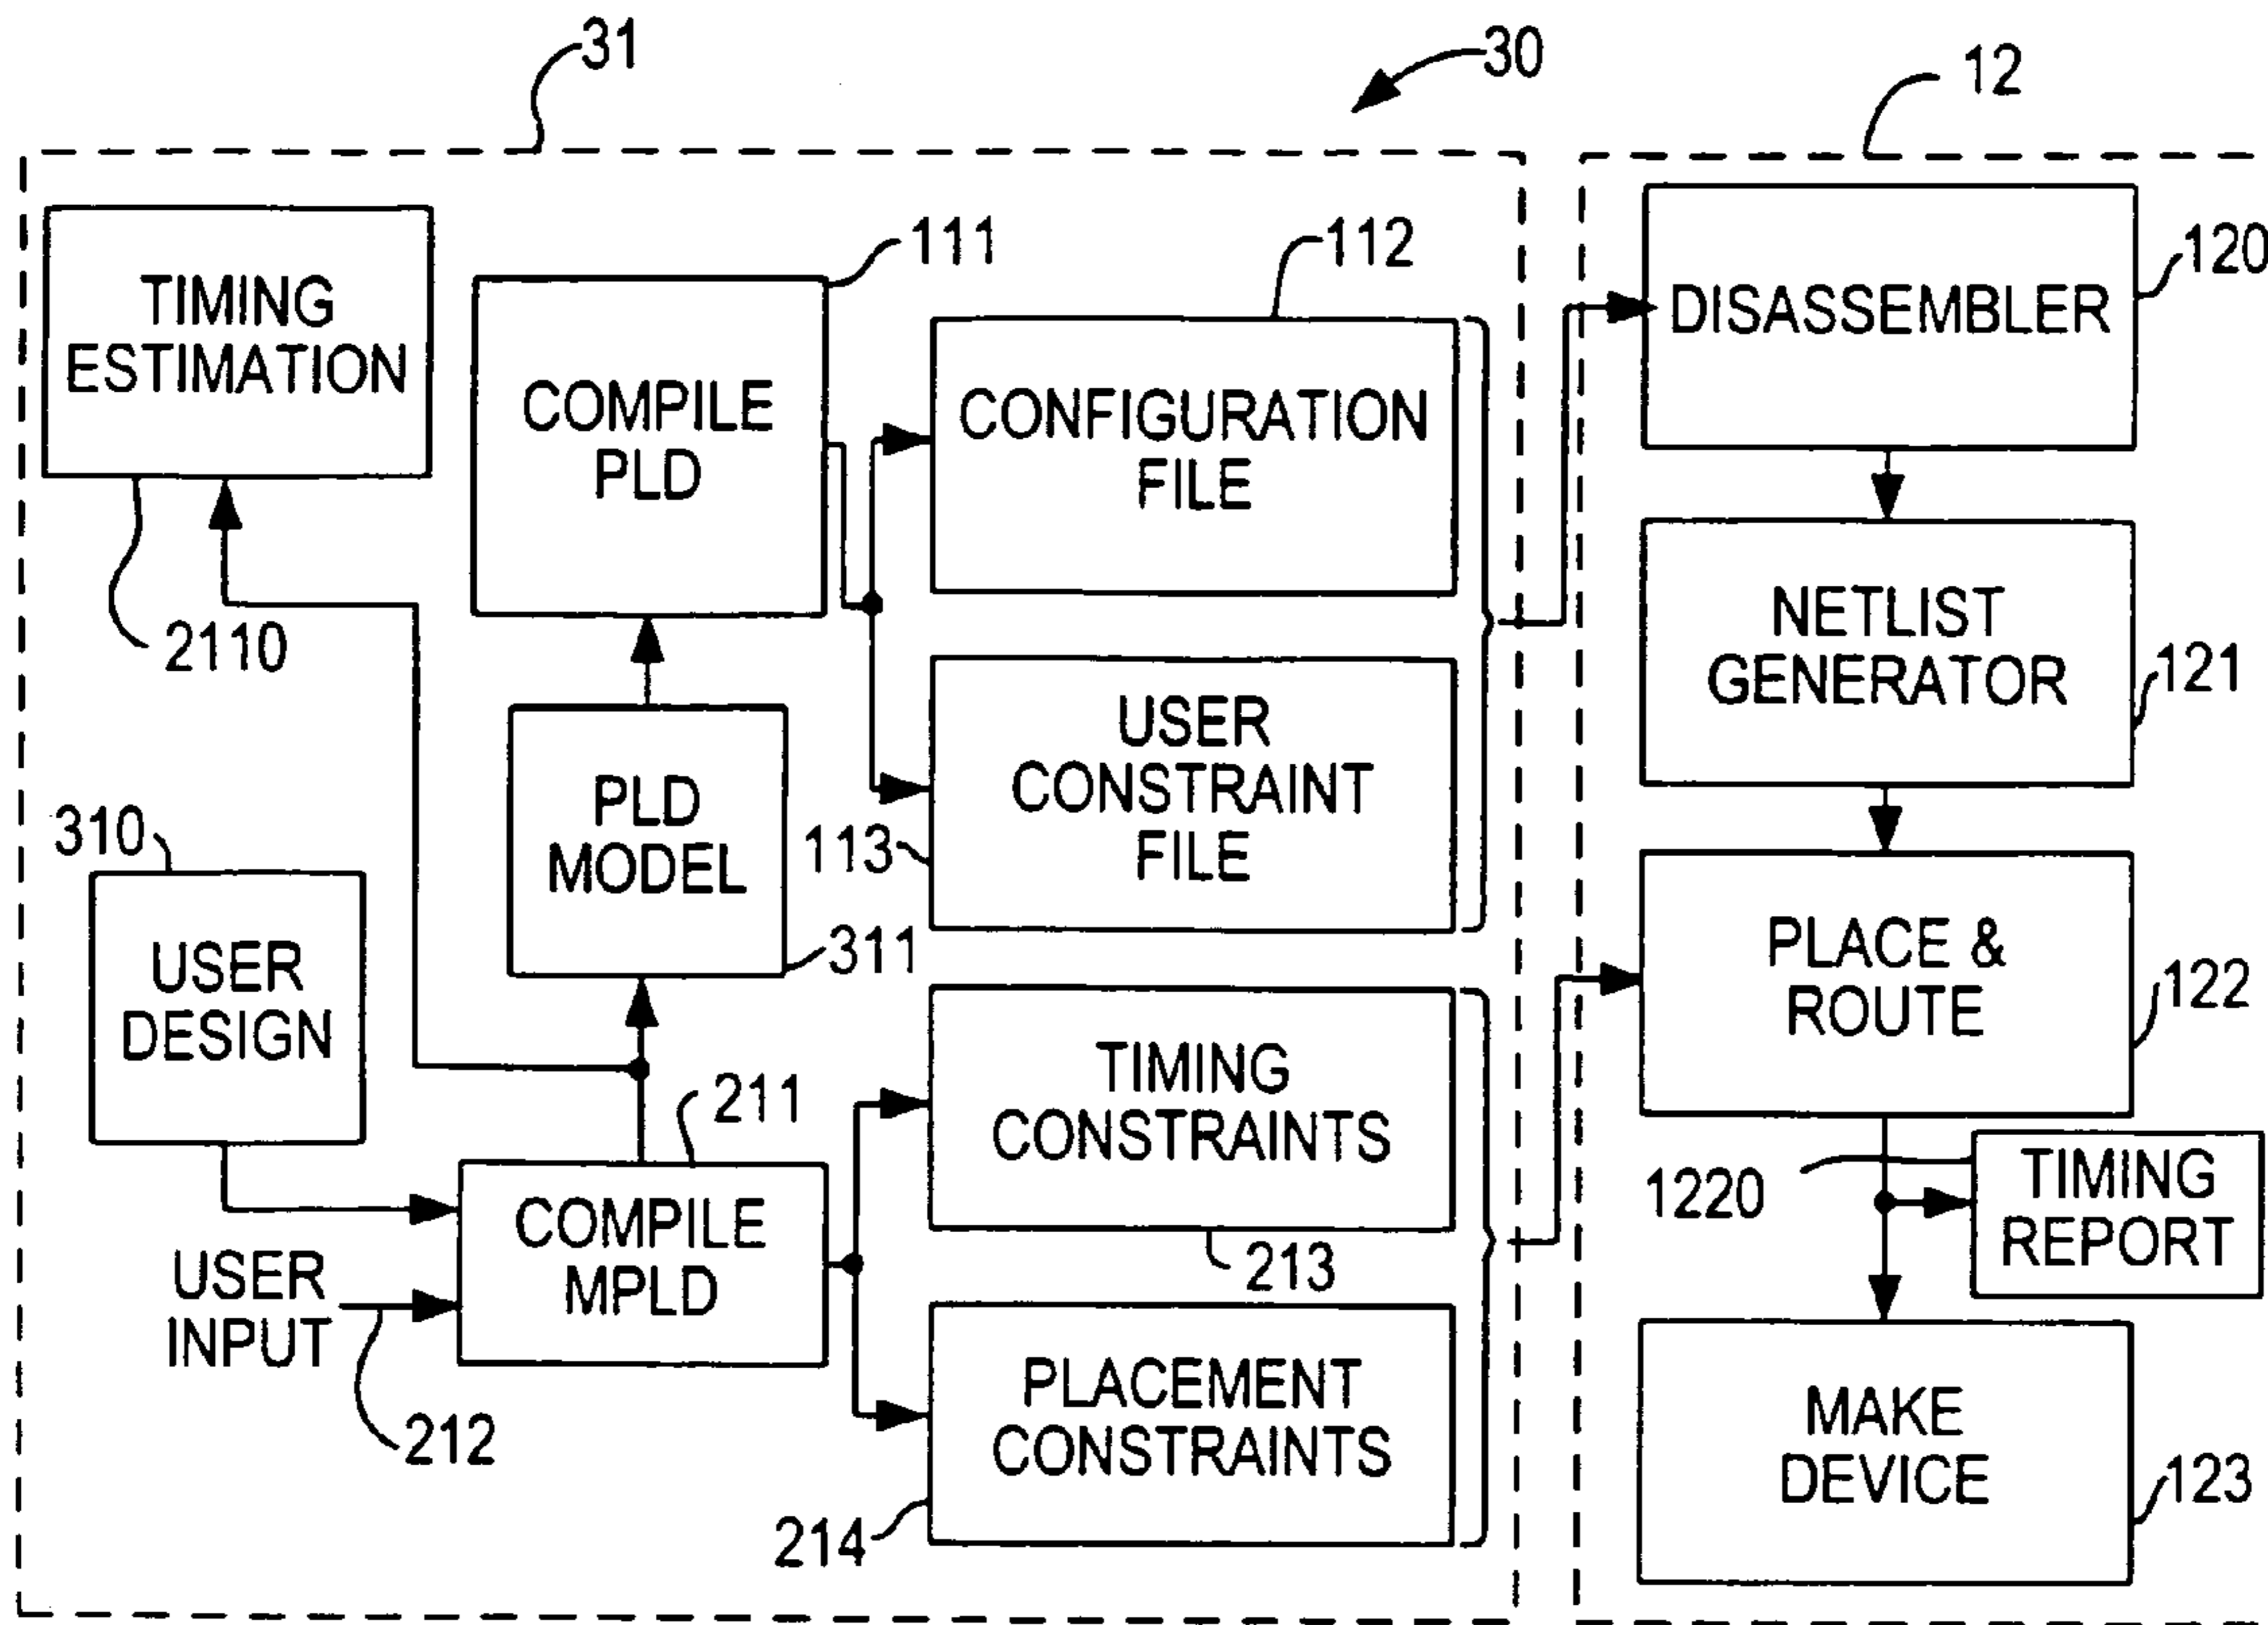 31
30
12
TIMING
ESTIMATION
2110
111
COMPILE
PLD
112
CONFIGURATION
FILE
120
DISASSEMBLER
NETLIST
GENERATOR
121
USER
CONSTRAINT
FILE
113
PLD
MODEL
311
310
USER
DESIGN
PLACE &
ROUTE
122
211
COMPILE
MPLD
USER
INPUT
212
TIMING
CONSTRAINTS
213
PLACEMENT
CONSTRAINTS
214
1220
TIMING
REPORT
MAKE
DEVICE
123